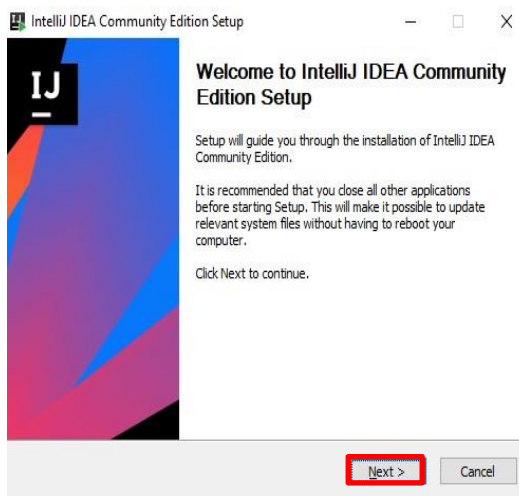 IntelliJ IDEA Community Edition Setup
IJ
Welcome to IntelliJ IDEA Community
Edition Setup
Setup will guide you through the installation of IntelliJ IDEA
Community Edition.
It is recommended that you close all other applications
before starting Setup. This will make it possible to update
relevant system files without having to reboot your
computer.
Click Next to continue.
Next >
Cancel